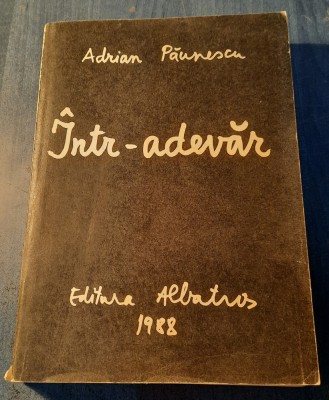 Adrian Păunescu
Într-adevăr
Editura Albatros
1988